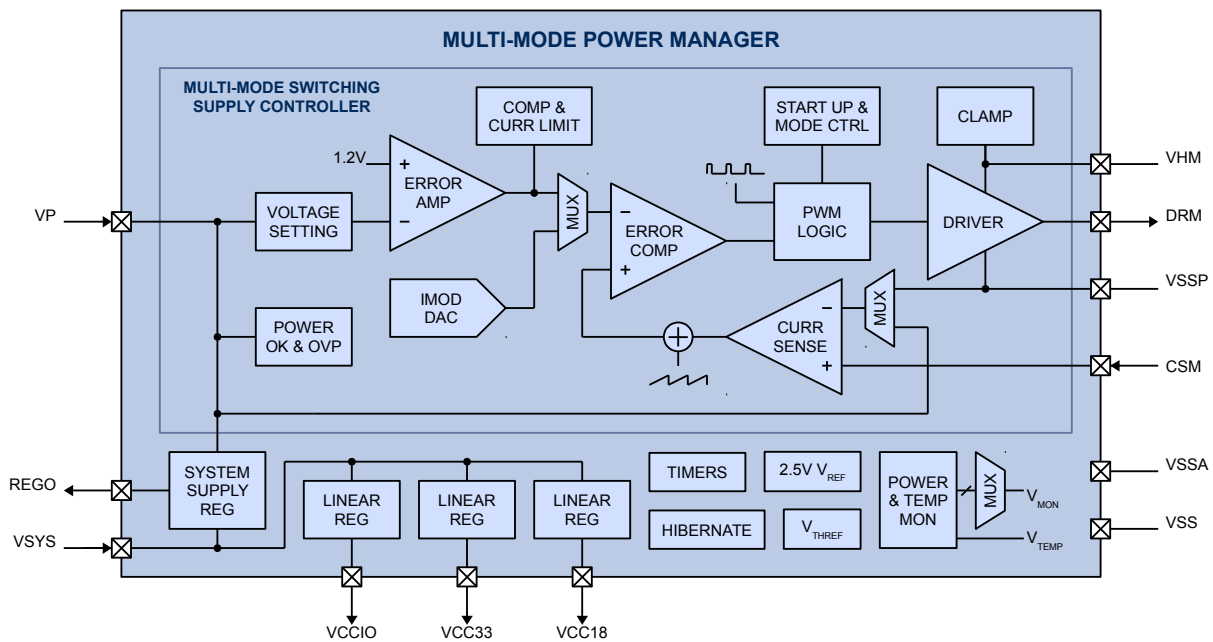 MULTI-MODE POWER MANAGER
MULTI-MODE SWITCHING
SUPPLY CONTROLLER
COMP &
CURR LIMIT
START UP &
MODE CTRL
CLAMP
1.2V
+
ERROR
AMP
−
VP
VOLTAGE
SETTING
MUX
−
ERROR
COMP
+
PWM
LOGIC
DRIVER
VHM
DRM
VSSP
CSM
IMOD
DAC
POWER
OK & OVP
+
CURR
SENSE
−
+
MUX
REGO
SYSTEM
SUPPLY
REG
VSYS
LINEAR
REG
LINEAR
REG
LINEAR
REG
TIMERS
2.5V VREF
HIBERNATE
VTHREF
POWER
& TEMP
MON
MUX
VMON
VTEMP
VSSA
VSS
VCCIO
VCC33
VCC18